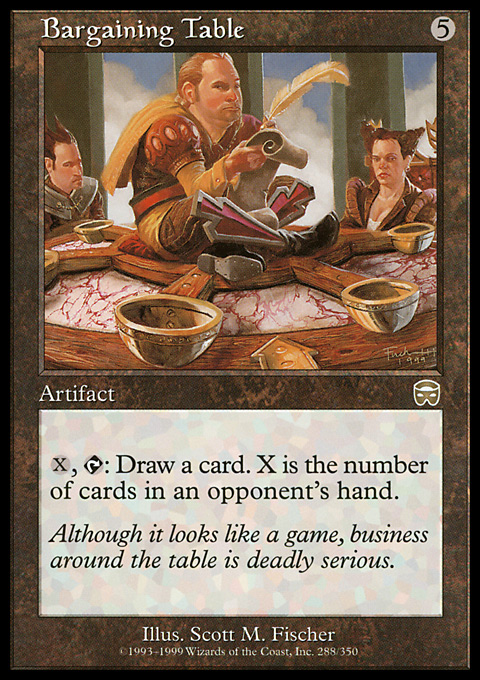 Bargaining Table 5
Artifact
X, : Draw a card. X is the number
of cards in an opponent's hand.
Although it looks like a game, business
around the table is deadly serious.
Illus. Scott M. Fischer
©1993-1999 Wizards of the Coast, Inc. 288/350